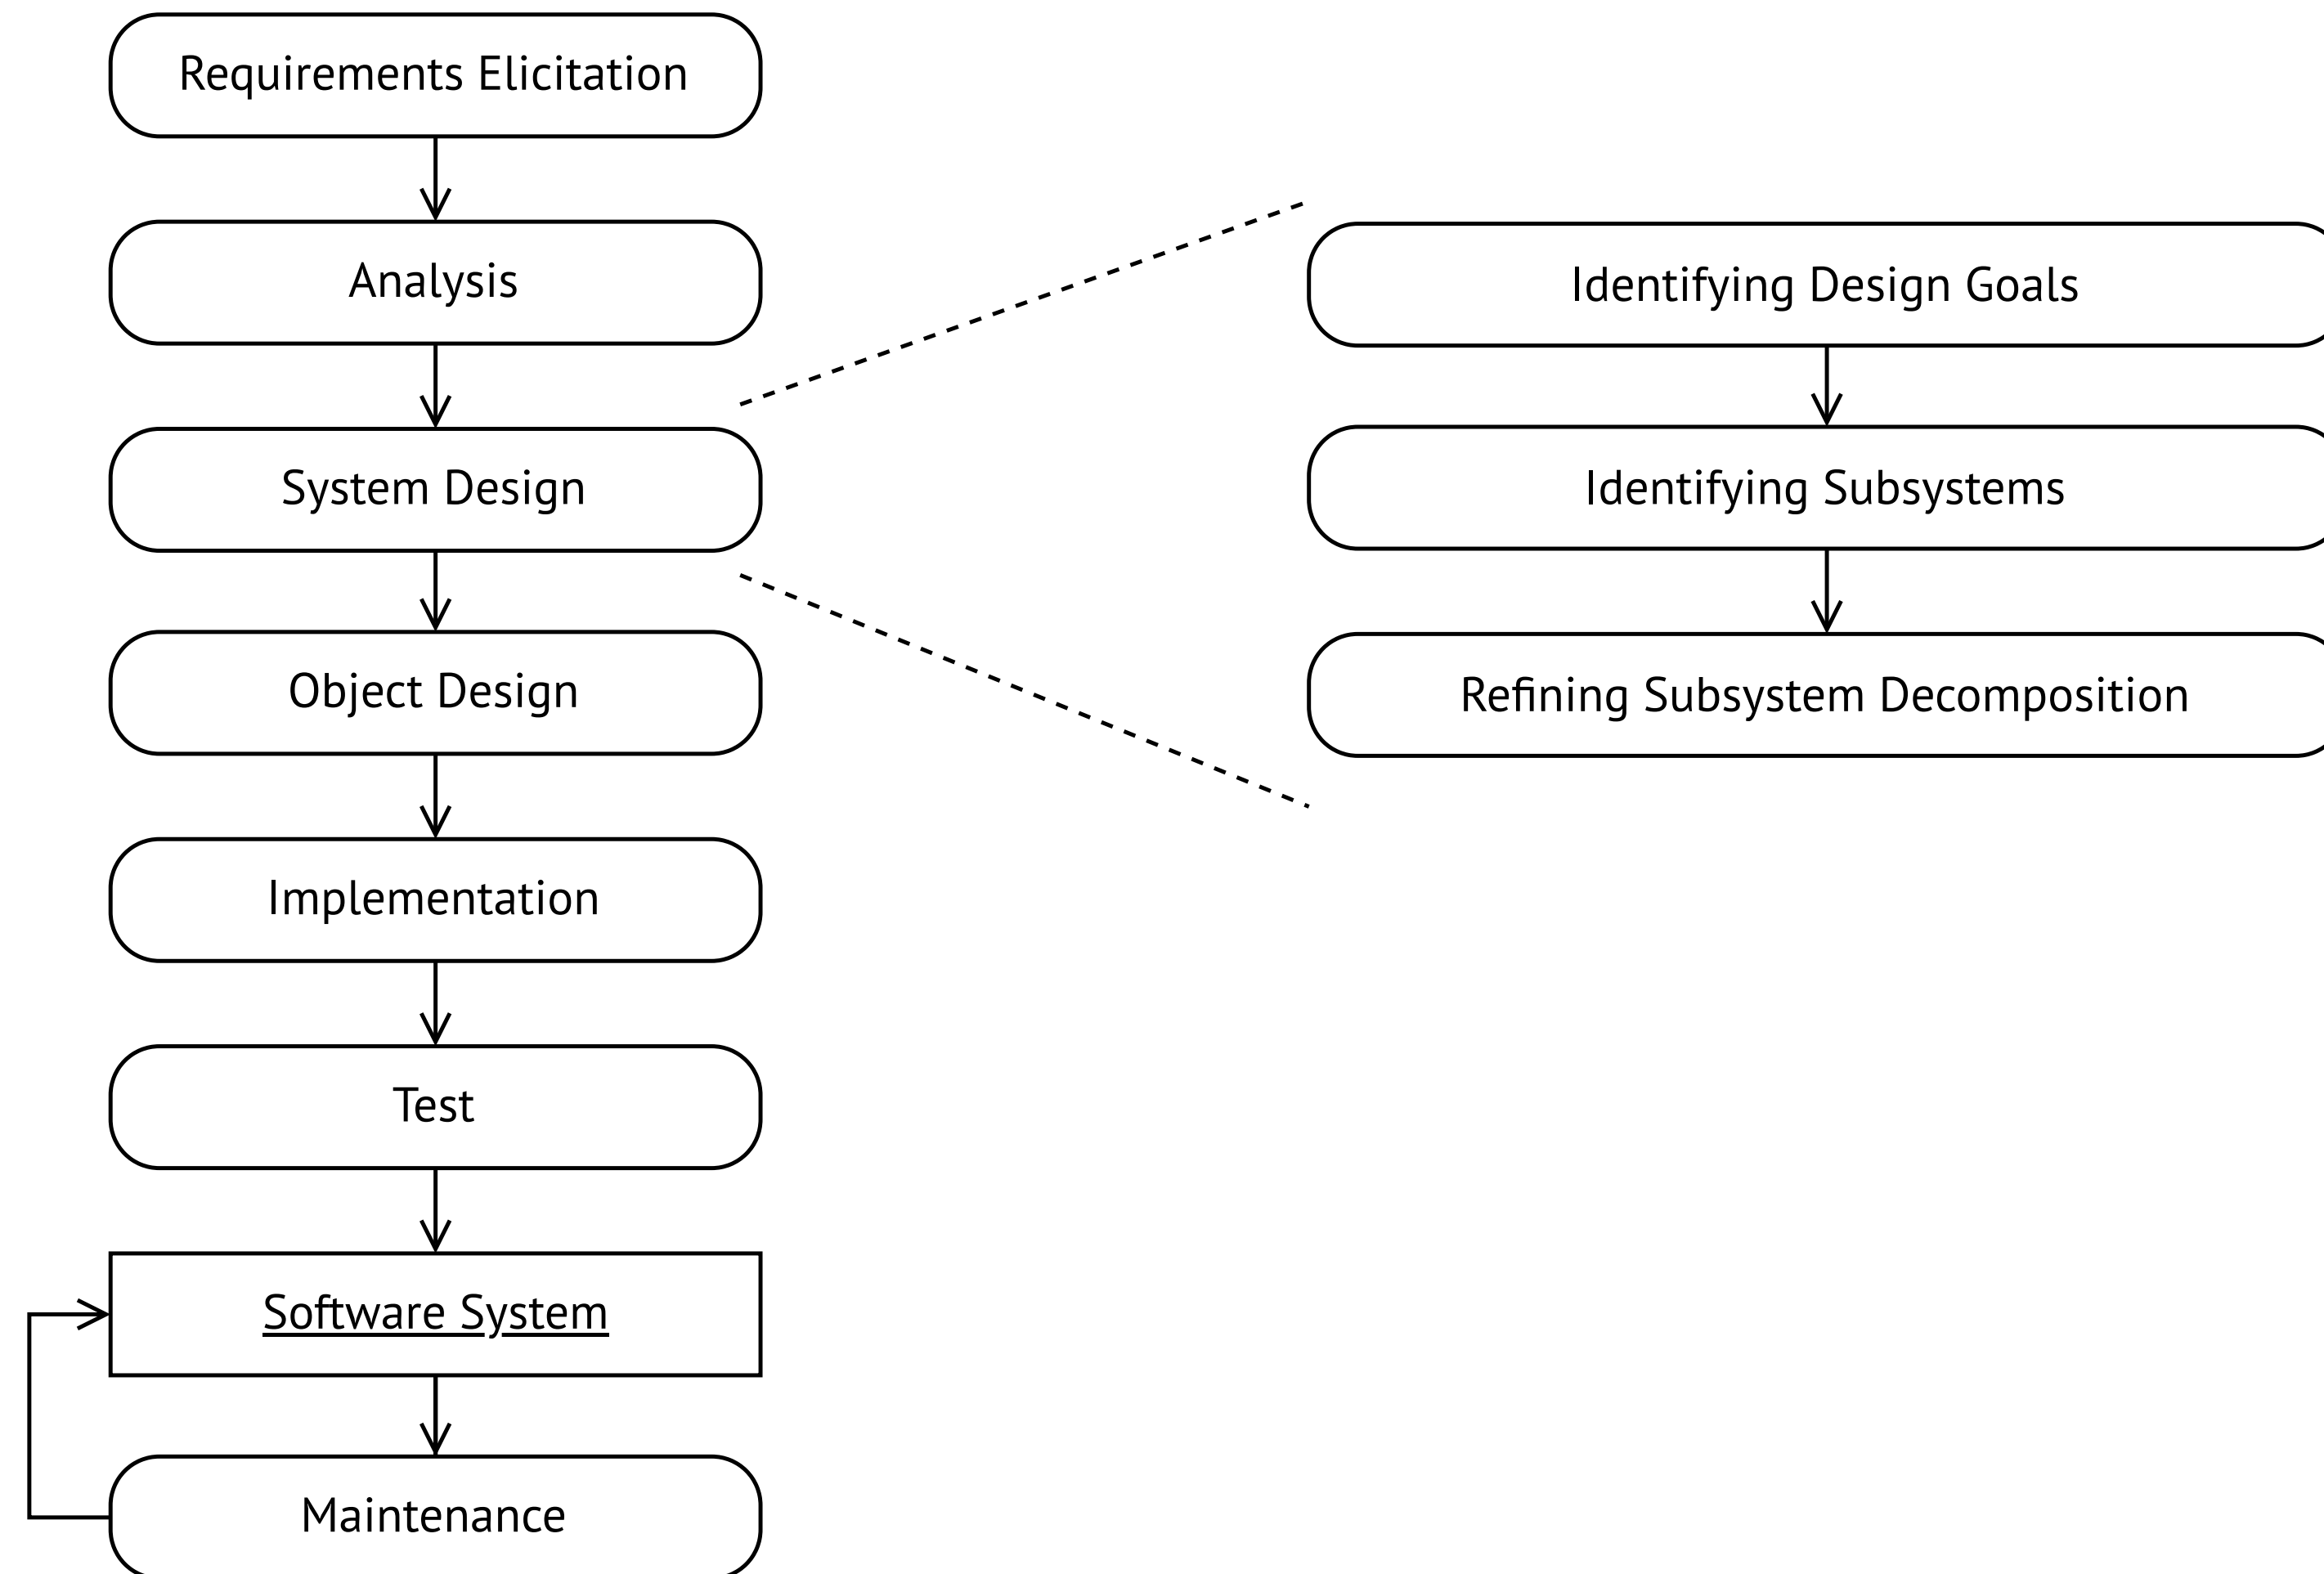 Requirements Elicitation
Analysis
System Design
Object Design
Implementation
Test
Software System
Maintenance
Identifying Design Goals
Identifying Subsystems
Refining Subsystem Decomposition